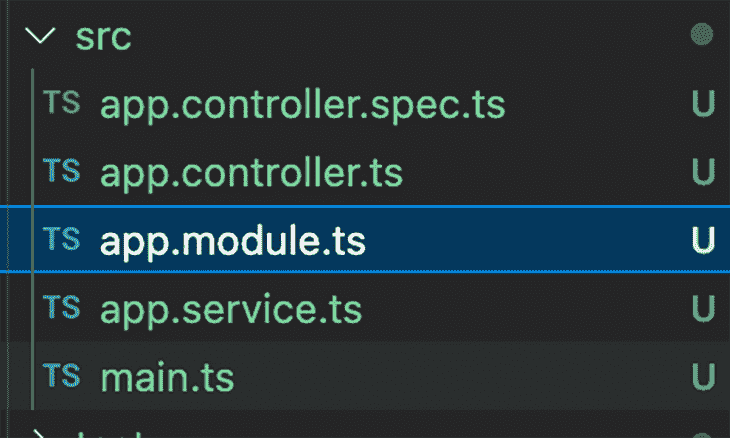 src
TS app.controller.spec.ts U
TS app.controller.ts U
TS app.module.ts U
TS app.service.ts U
TS main.ts U